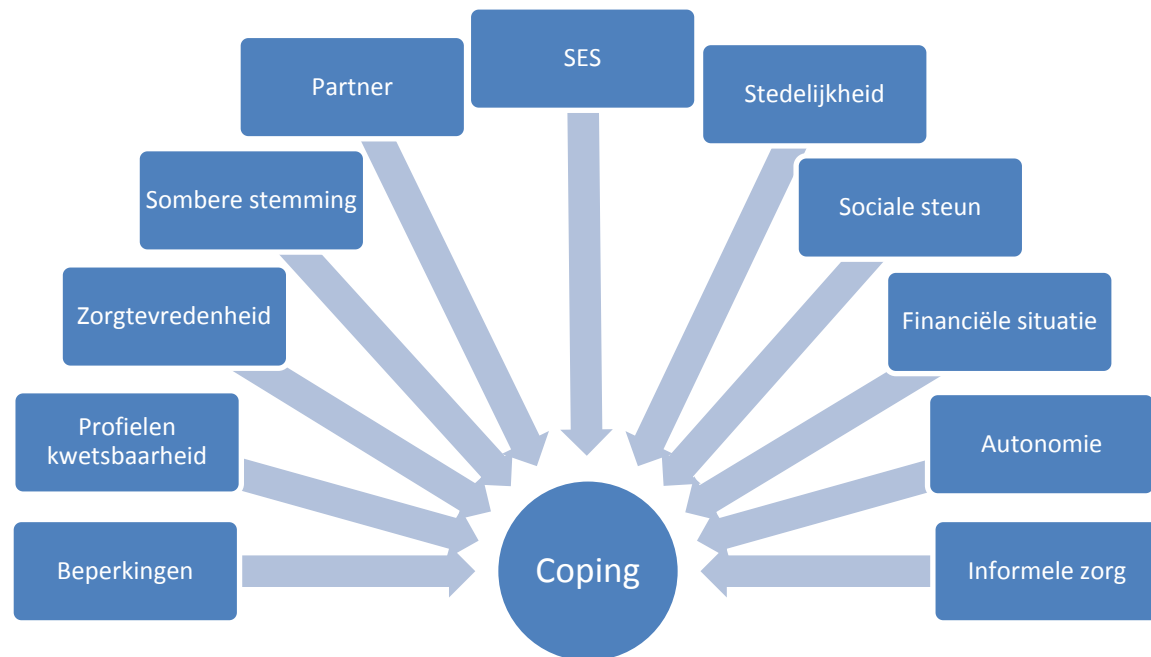 SES
Partner
Stedelijkheid
Sombere stemming
Sociale steun
Zorgtevredenheid
Financiële situatie
Profielen
kwetsbaarheid
Autonomie
Beperkingen
Coping
Informele zorg